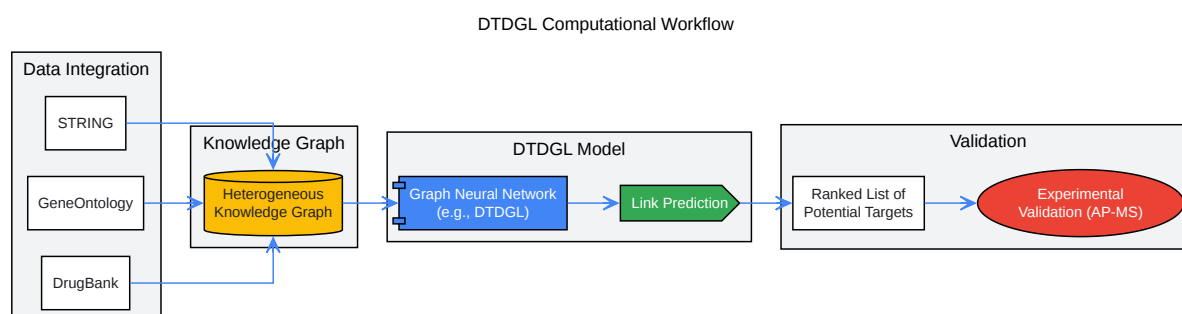 DTDGL Computational Workflow
Data Integration
STRING
GeneOntology
DrugBank
Knowledge Graph
Heterogeneous
Knowledge Graph
DTDGL Model
Graph Neural Network
(e.g., DTDGL)
Link Prediction
Validation
Ranked List of
Potential Targets
Experimental
Validation (AP-MS)